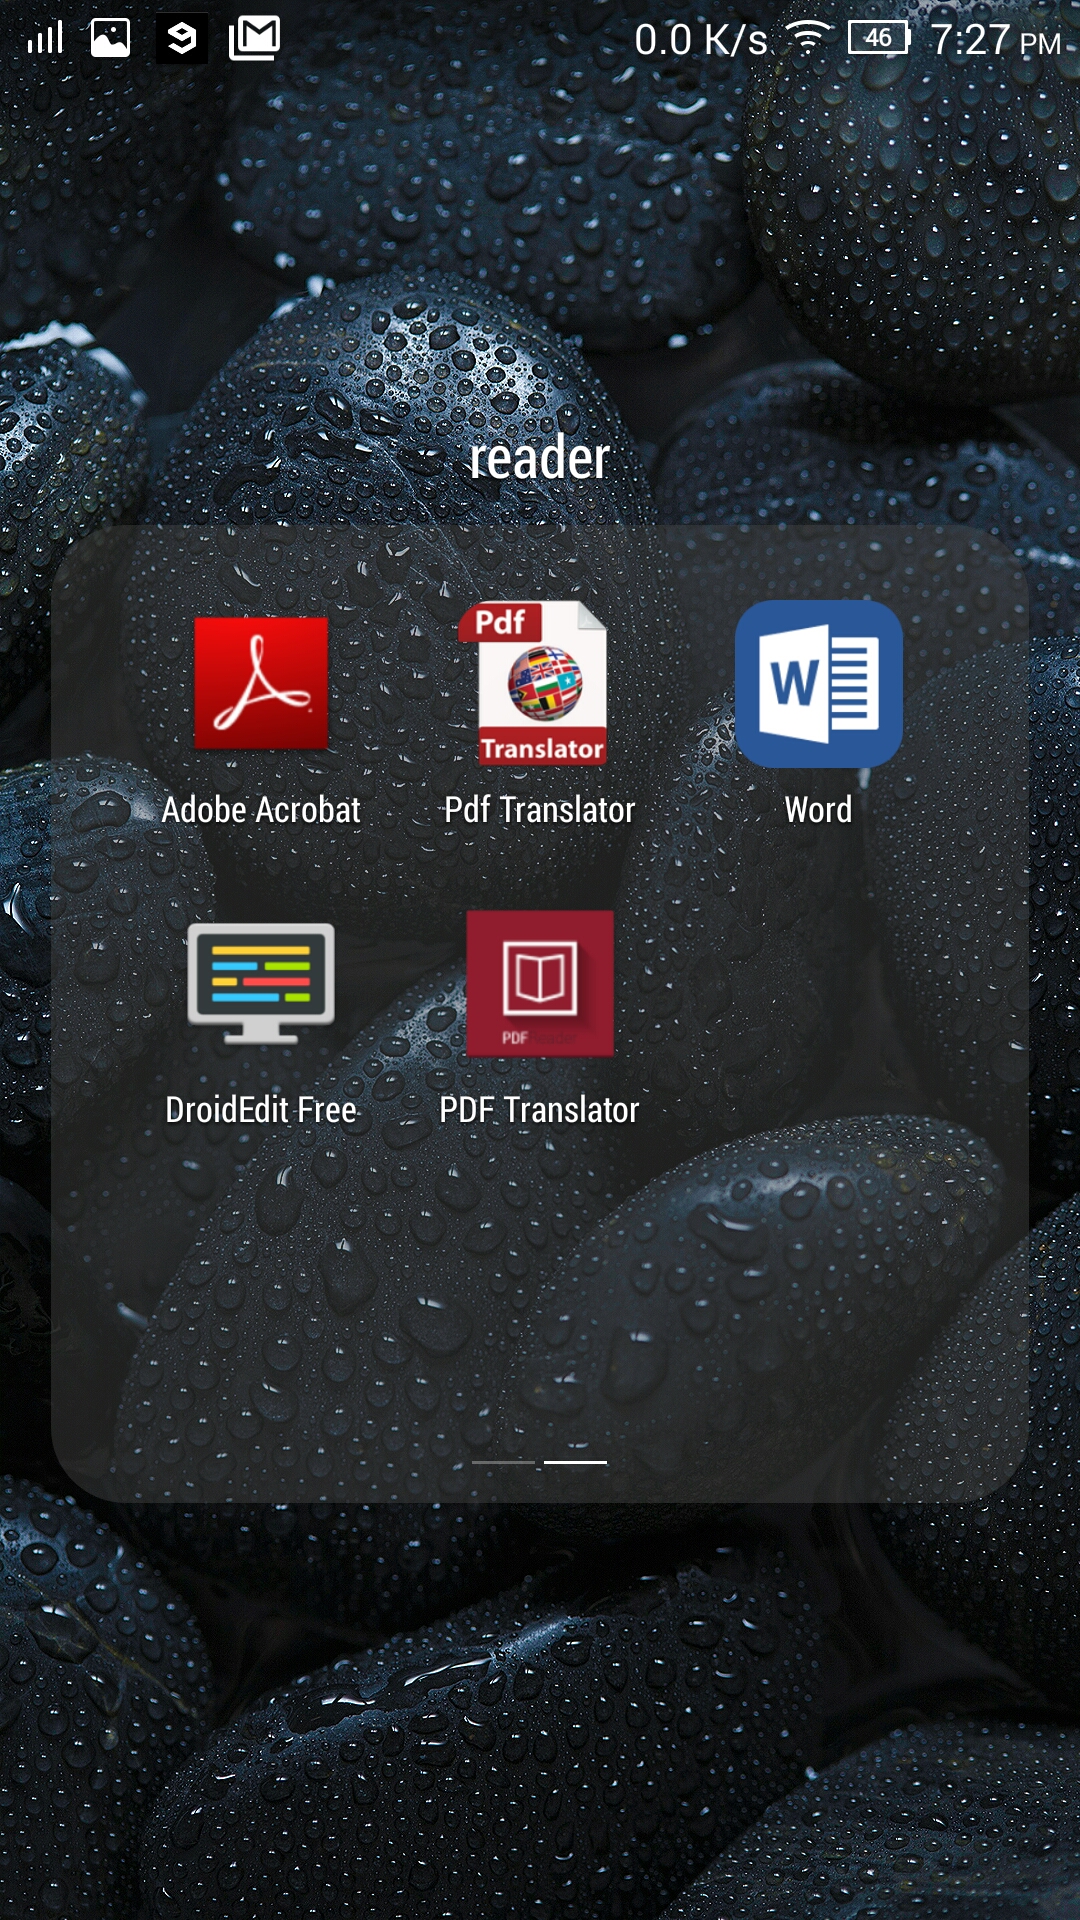 0.0 K/s 46 7:27 PM
reader
Pdf
Translator
W
Adobe Acrobat
Pdf Translator
Word
PDF Reader
DroidEdit Free
PDF Translator